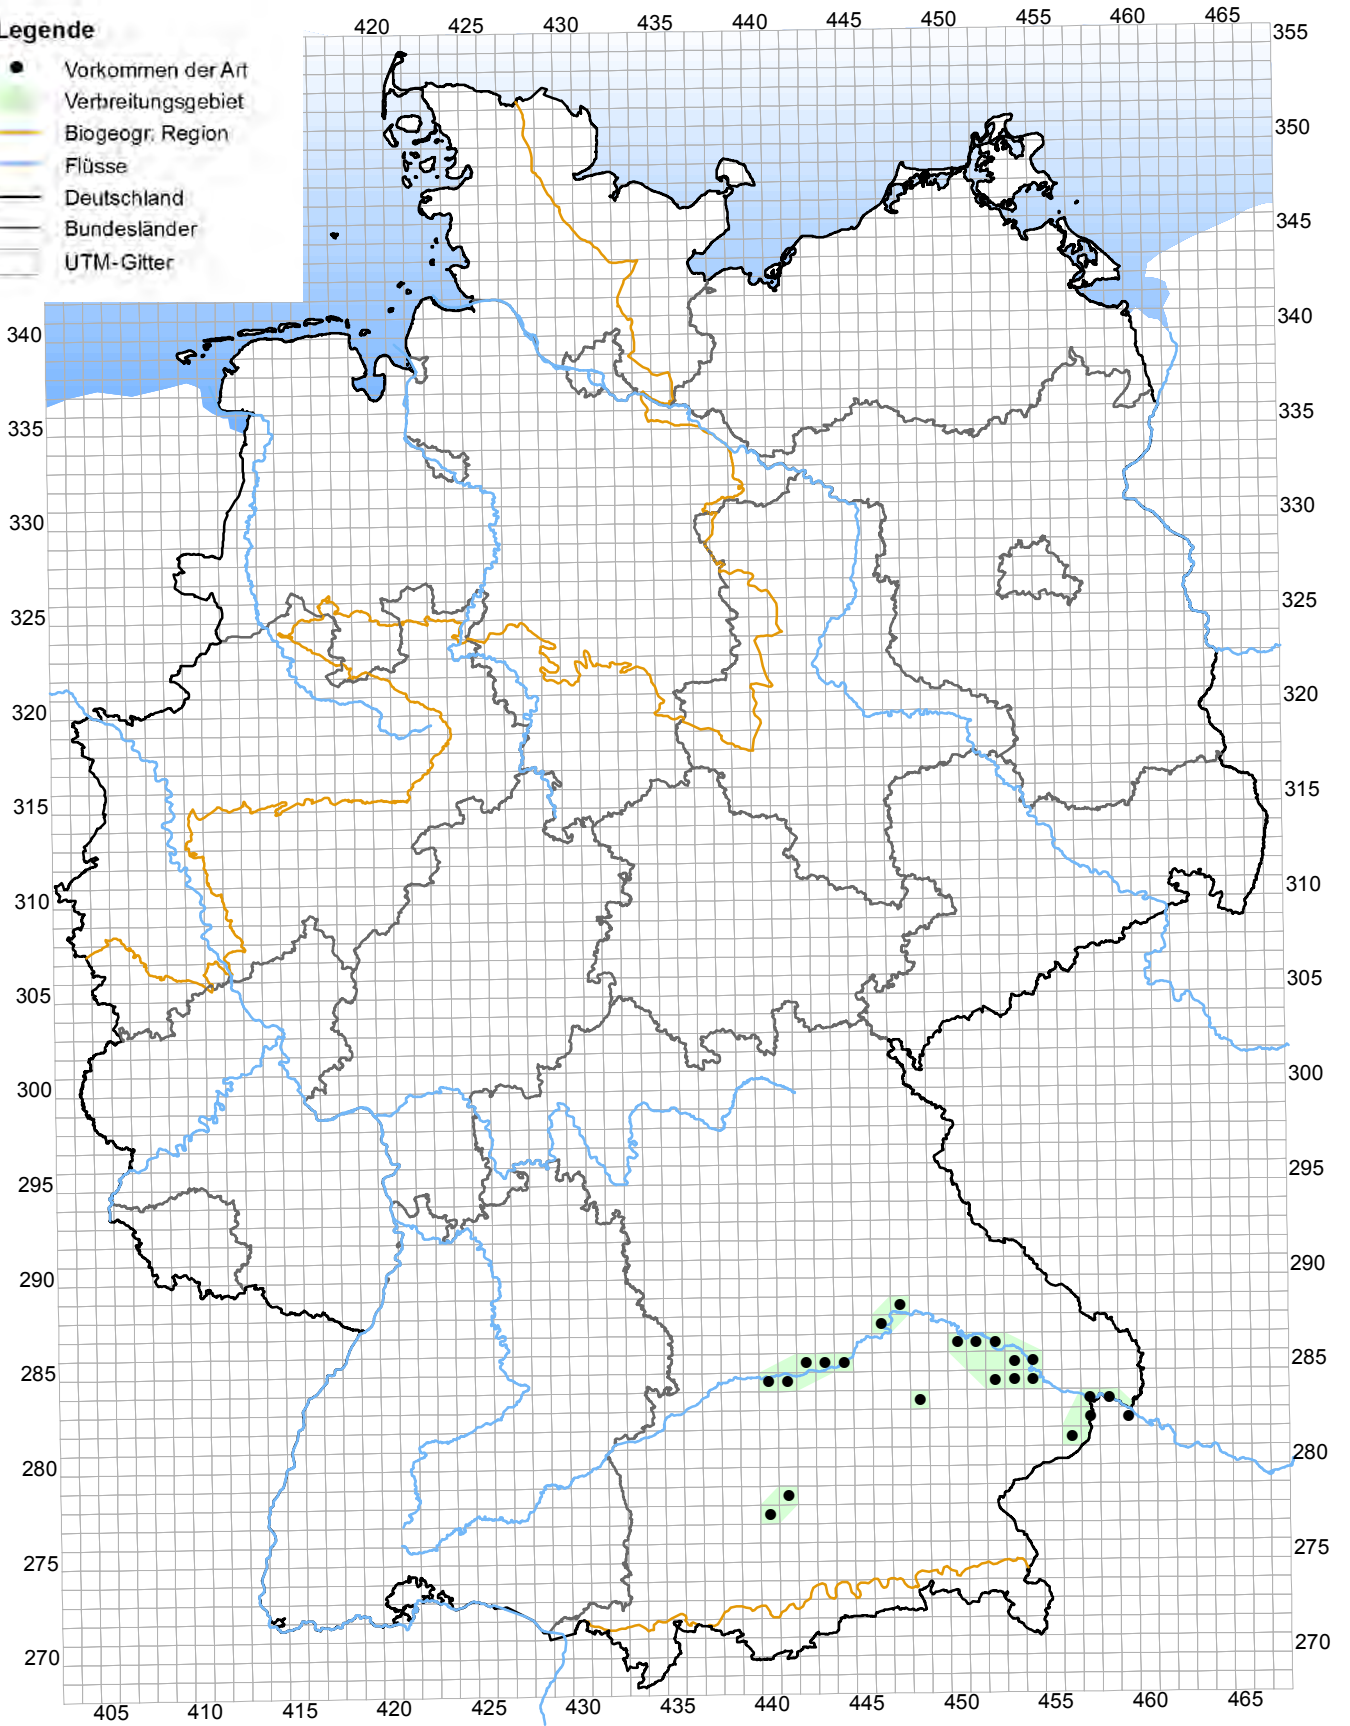 Legende
Vorkommen der Art
Verbreitungsgebiet
Biogeogr. Region
Flüsse
Deutschland
Bundesländer
UTM-Gitter
420 425 430 435 440 445 450 455 460 465
355
350
345
340 340
335 335
330 330
325 325
320 320
315 315
310 310
305 305
300 300
295 295
290 290
285 285
280 280
275 275
270 270
405 410 415 420 425 430 435 440 445 450 455 460 465